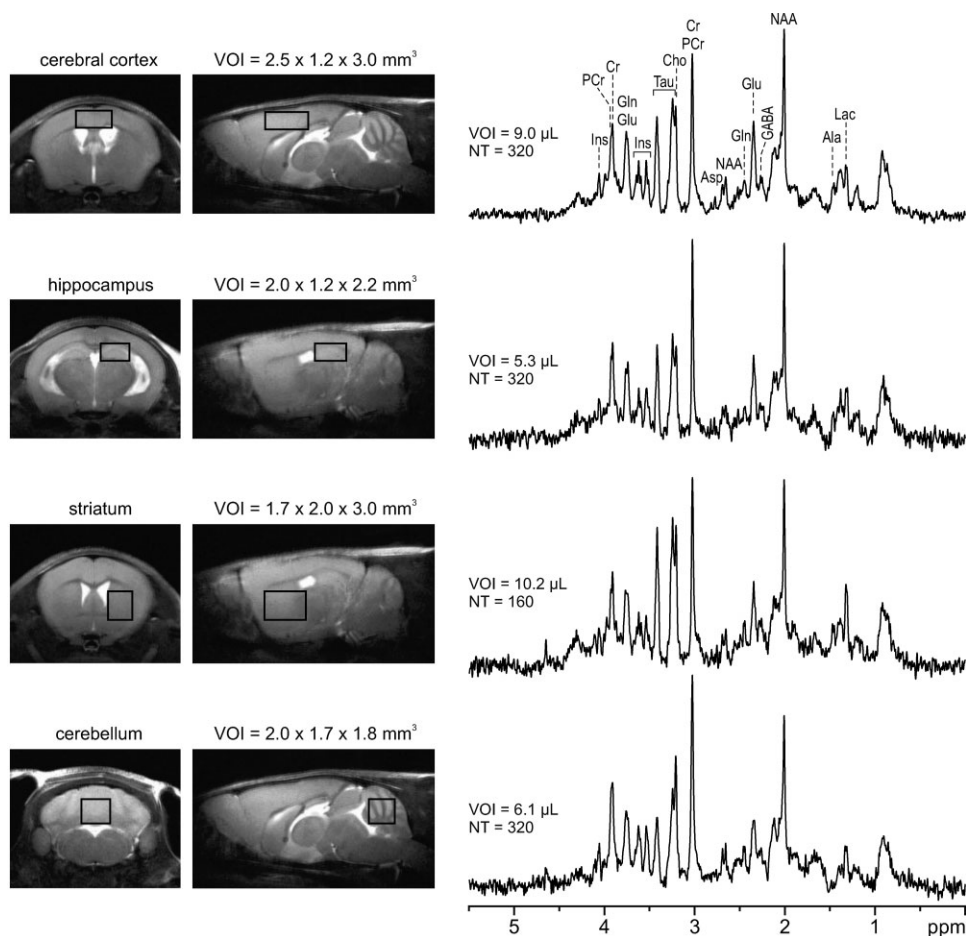 cerebral cortex
VOI = 2.5 x 1.2 x 3.0 mm³
VOI = 9.0 µL
NT = 320
Ins
PCr
Cr
Gln
Glu
Ins
Tau
Cho
Cr
PCr
Asp
NAA
Gln
Glu
GABA
NAA
Ala
Lac
hippocampus
VOI = 2.0 x 1.2 x 2.2 mm³
VOI = 5.3 µL
NT = 320
striatum
VOI = 1.7 x 2.0 x 3.0 mm³
VOI = 10.2 µL
NT = 160
cerebellum
VOI = 2.0 x 1.7 x 1.8 mm³
VOI = 6.1 µL
NT = 320
5 4 3 2 1 ppm